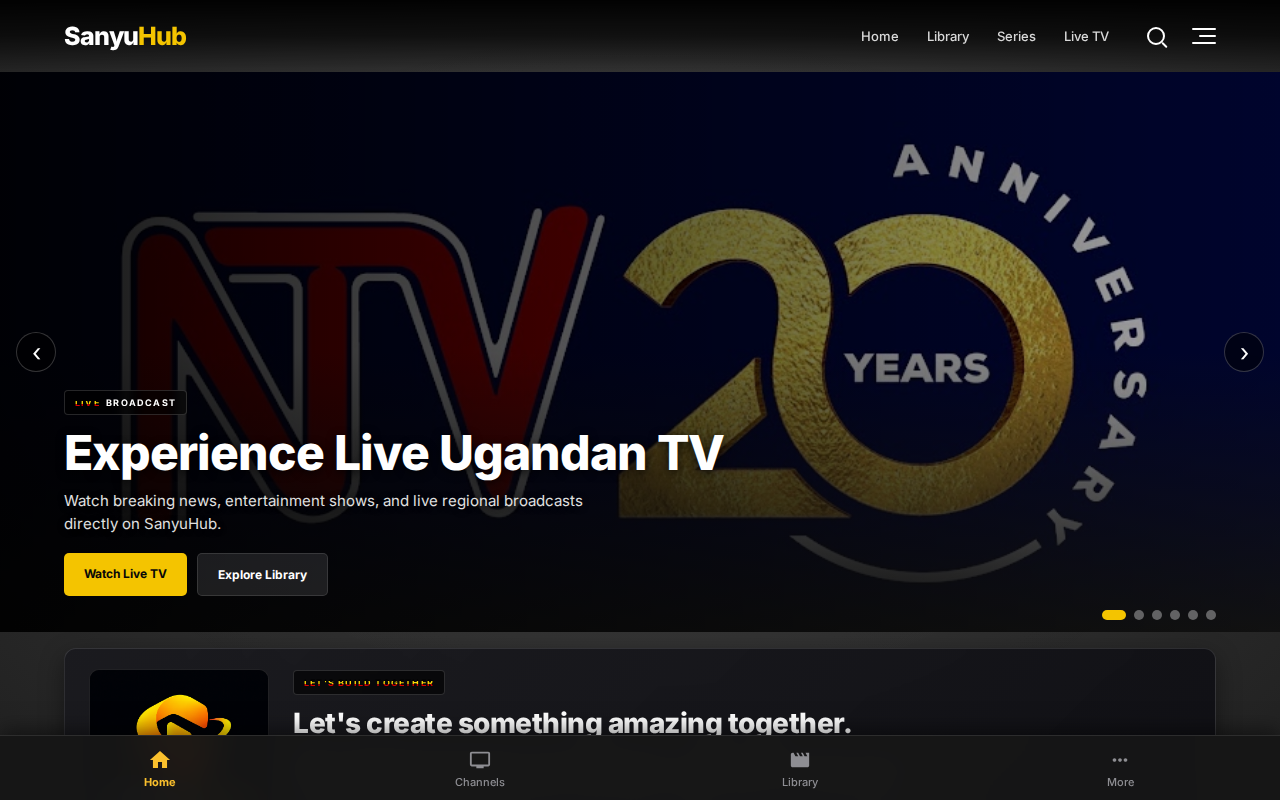 SanyuHub
Home Library Series Live TV
ANNIVERSARY
NTV 20
YEARS
LIVE BROADCAST
Experience Live Ugandan TV
Watch breaking news, entertainment shows, and live regional broadcasts
directly on SanyuHub.
Watch Live TV Explore Library
LET'S BUILD TOGETHER
Let's create something amazing together.
Home Channels Library More